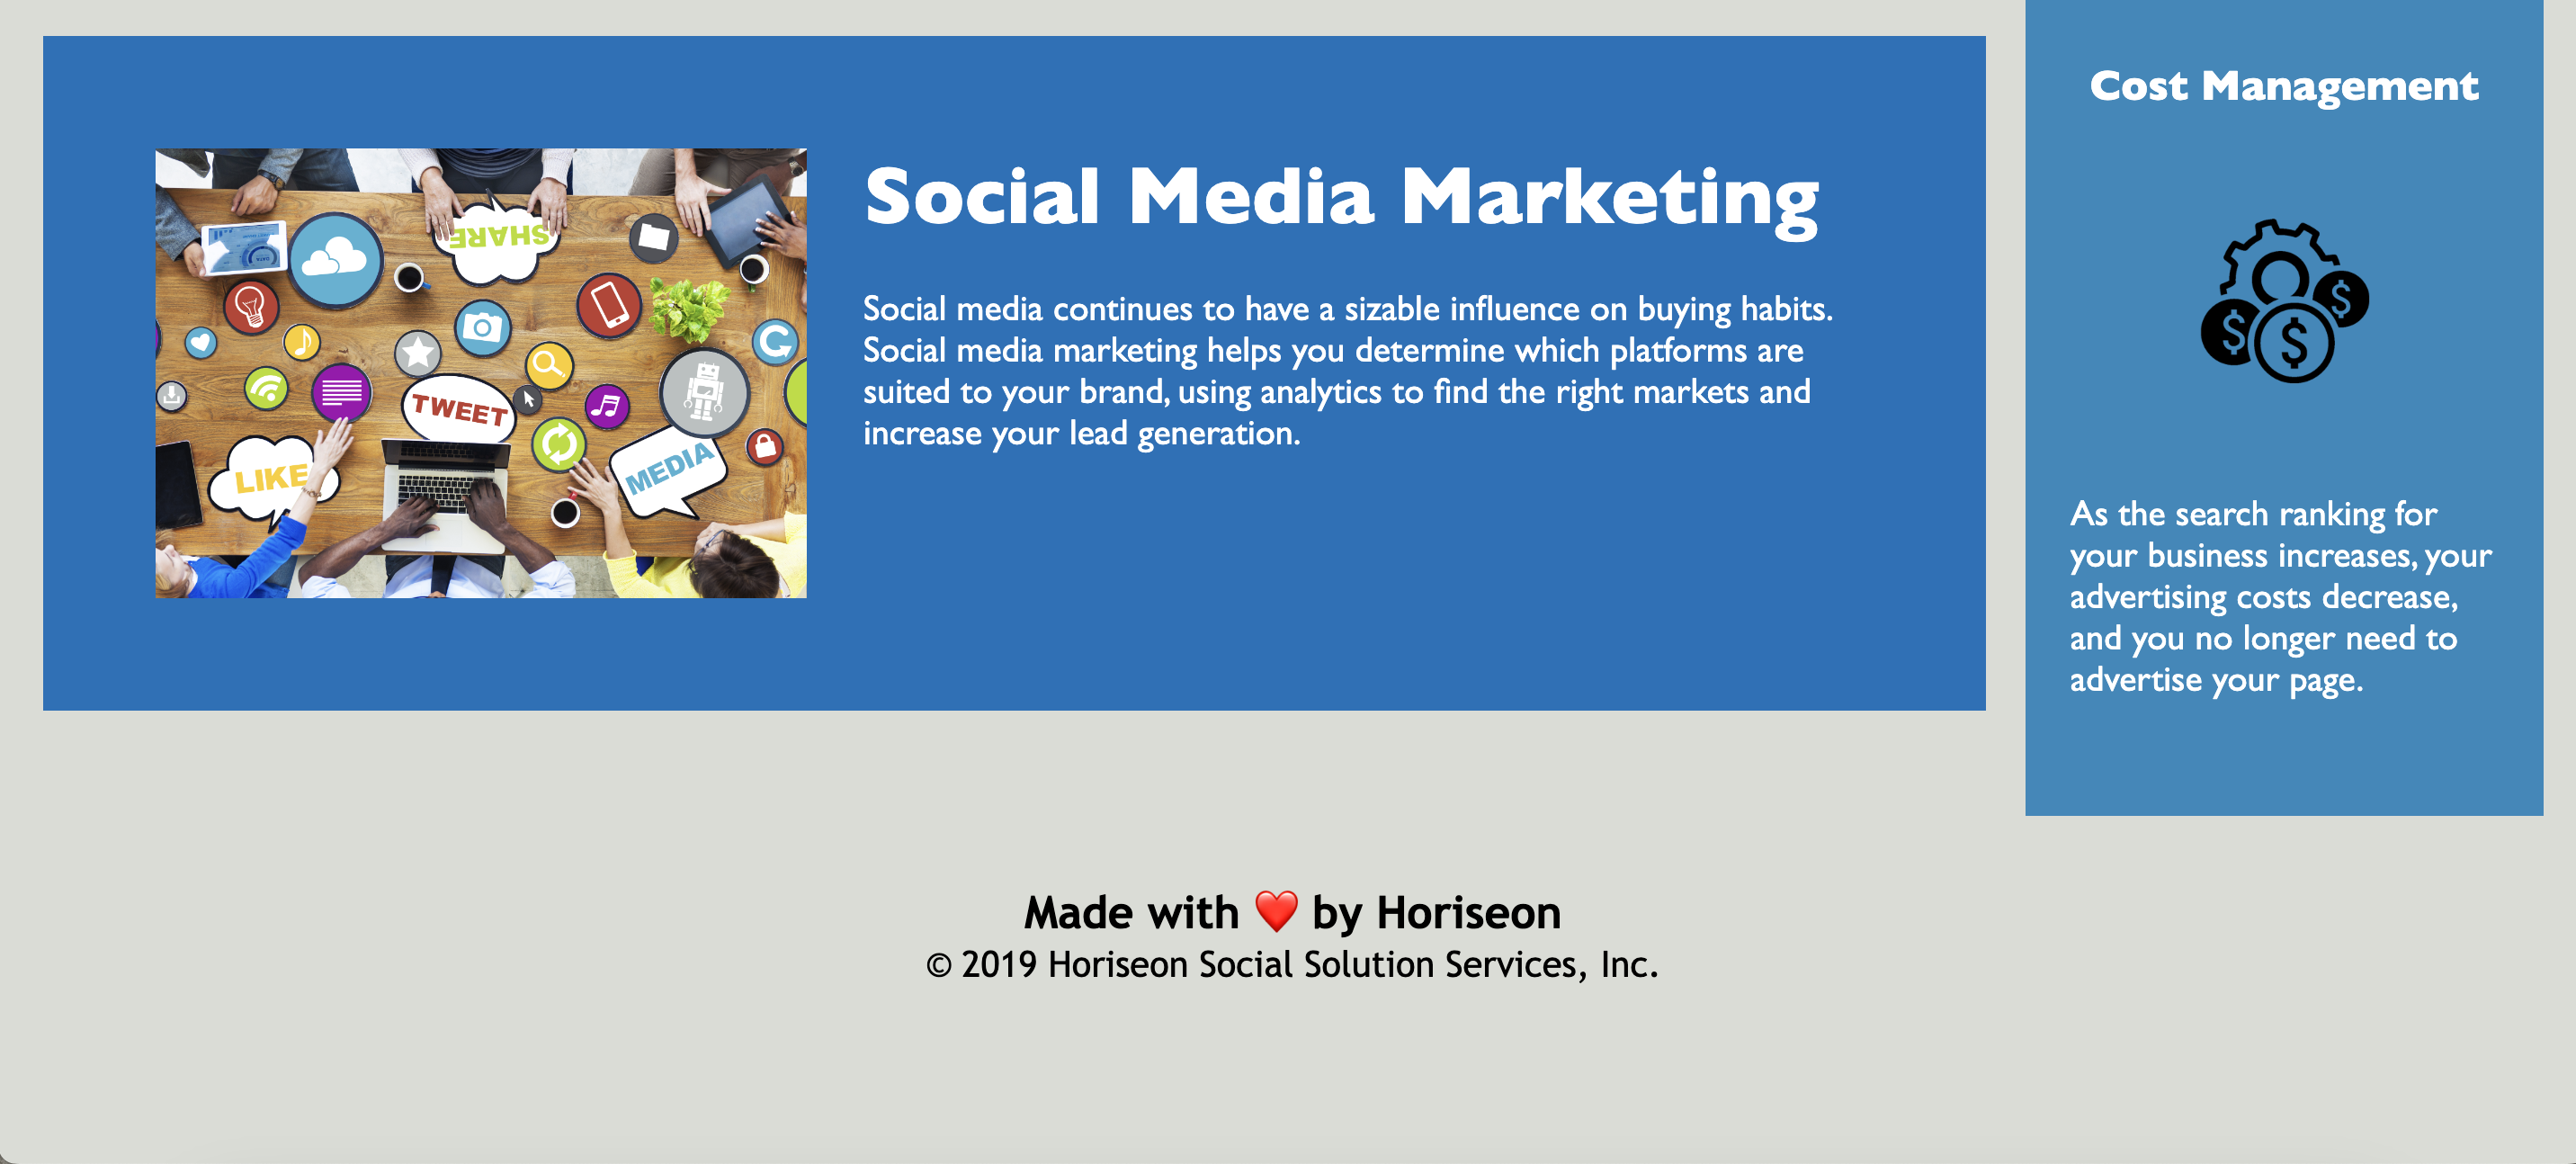 Social Media Marketing
Social media continues to have a sizable influence on buying habits.
Social media marketing helps you determine which platforms are
suited to your brand, using analytics to find the right markets and
increase your lead generation.
SHARE
TWEET
LIKE
MEDIA
Cost Management
$
$
$
As the search ranking for
your business increases, your
advertising costs decrease,
and you no longer need to
advertise your page.
Made with ❤️ by Horiseon
© 2019 Horiseon Social Solution Services, Inc.